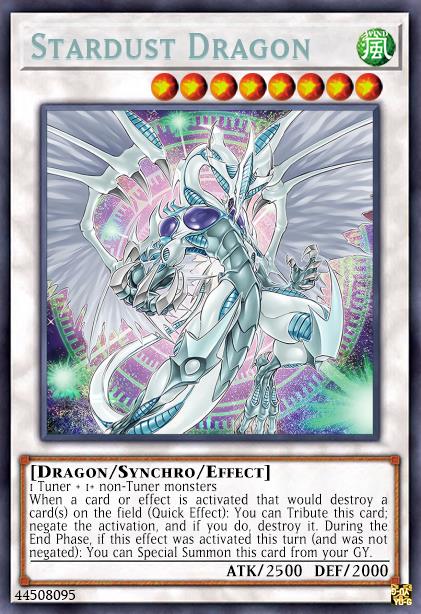 Stardust Dragon
WIND
風
[Dragon/Synchro/Effect]
1 Tuner + 1+ non-Tuner monsters
When a card or effect is activated that would destroy a
card(s) on the field (Quick Effect): You can Tribute this card;
negate the activation, and if you do, destroy it. During the
End Phase, if this effect was activated this turn (and was not
negated): You can Special Summon this card from your GY.
ATK/2500 DEF/2000
44508095